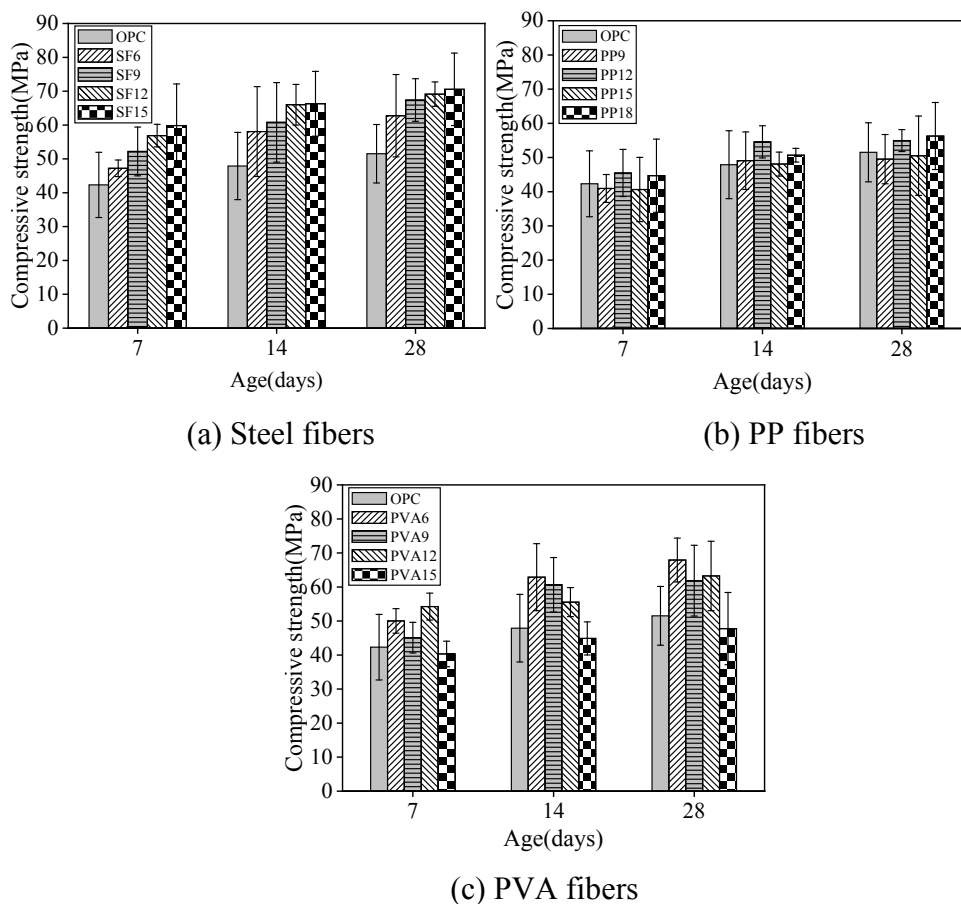 90
80
70
60
50
40
30
20
10
0
Compressive strength(MPa)
OPC
SF6
SF9
SF12
SF15
7 14 28
Age(days)
(a) Steel fibers
90
80
70
60
50
40
30
20
10
0
Compressive strength(MPa)
OPC
PP9
PP12
PP15
PP18
7 14 28
Age(days)
(b) PP fibers
90
80
70
60
50
40
30
20
10
0
Compressive strength(MPa)
OPC
PVA6
PVA9
PVA12
PVA15
7 14 28
Age(days)
(c) PVA fibers